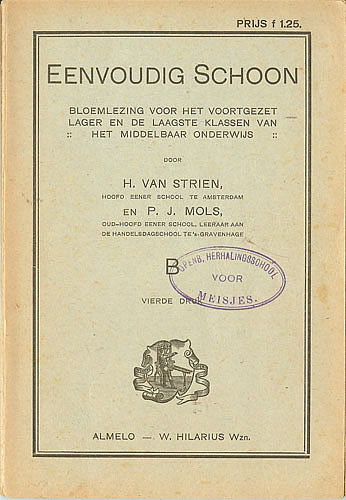 PRIJS f 1.25.
EENVOUDIG SCHOON
BLOEMLEZING VOOR HET VOORTGEZET
LAGER EN DE LAAGSTE KLASSEN VAN
:: HET MIDDELBAAR ONDERWIJS ::
DOOR
H. VAN STRIEN,
HOOFD EENER SCHOOL TE AMSTERDAM
EN P. J. MOLS,
OUD-HOOFD EENER SCHOOL, LEERAAR AAN
DE HANDELSDAGSCHOOL TE 's-GRAVENHAGE
B
OPENB. HERHALINGSSCHOOL
VOOR
MEISJES.
VIERDE DRUK
ALMELO — W. HILARIUS Wzn.